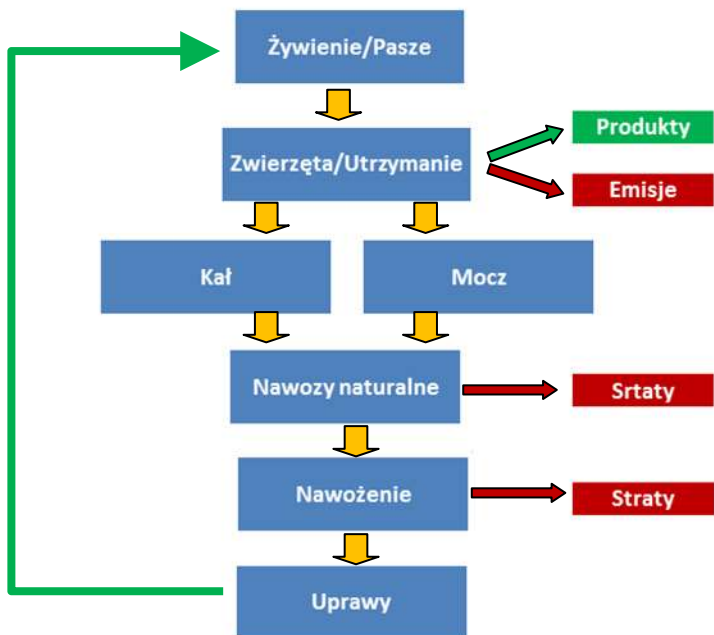 Żywienie/Pasze
Produkty
Zwierzęta/Utrzymanie
Emisje
Kał
Mocz
Nawozy naturalne
Srtaty
Nawożenie
Straty
Uprawy